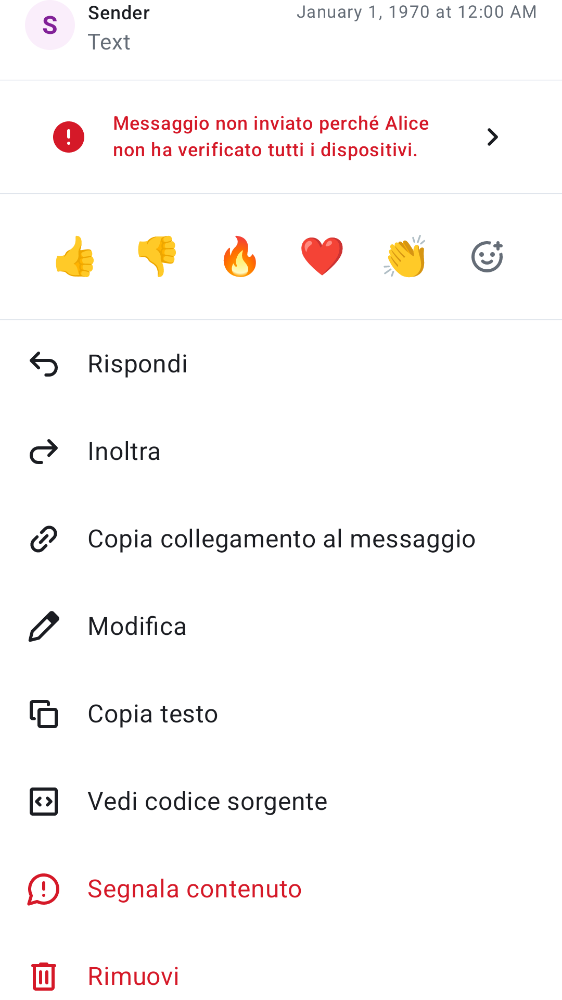 S
Sender
January 1, 1970 at 12:00 AM
Text
Messaggio non inviato perché Alice
non ha verificato tutti i dispositivi.
Rispondi
Inoltra
Copia collegamento al messaggio
Modifica
Copia testo
Vedi codice sorgente
Segnala contenuto
Rimuovi